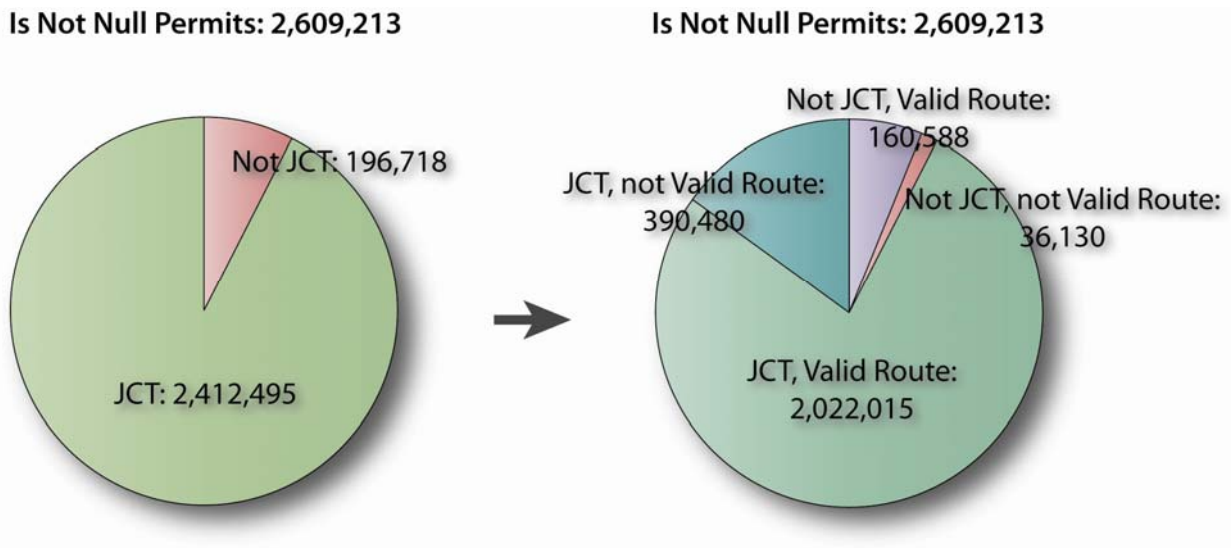 Is Not Null Permits: 2,609,213
Not JCT: 196,718
JCT: 2,412,495
Is Not Null Permits: 2,609,213
Not JCT, Valid Route:
160,588
JCT, not Valid Route:
390,480
Not JCT, not Valid Route:
36,130
JCT, Valid Route:
2,022,015